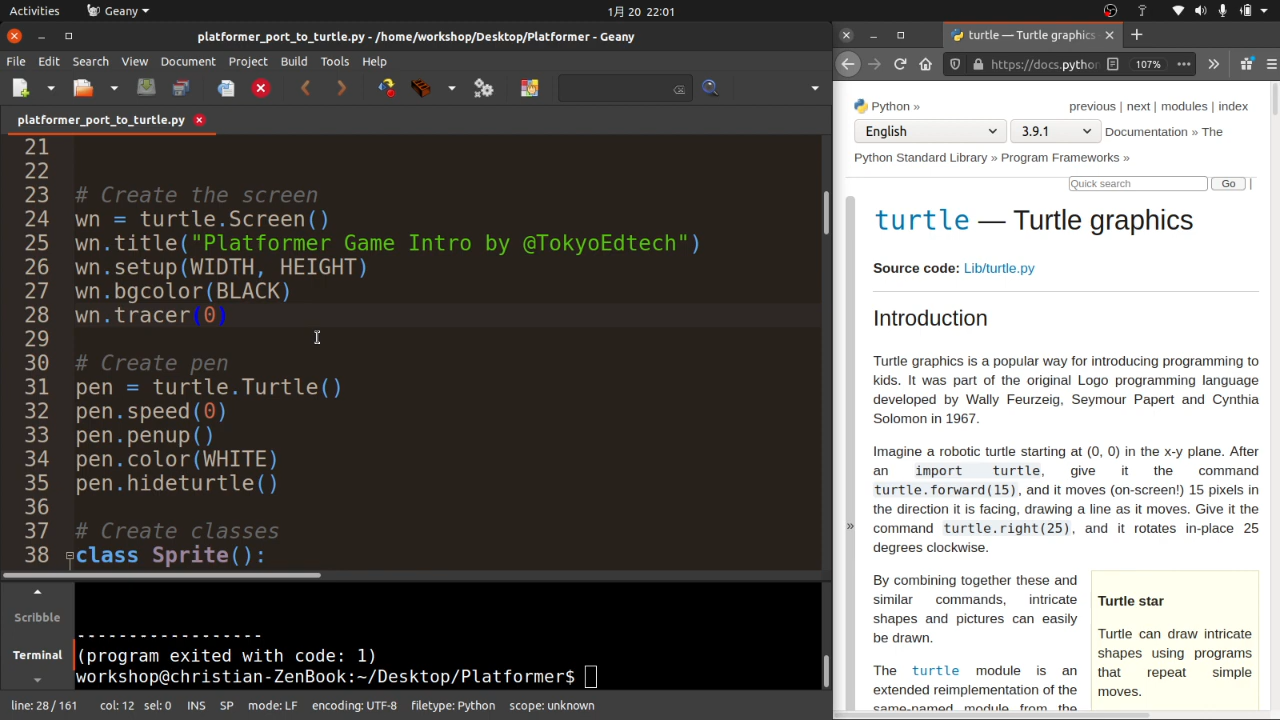 Activities
Geany
1月 20 22:01
platformer_port_to_turtle.py - /home/workshop/Desktop/Platformer - Geany
File Edit Search View Document Project Build Tools Help
platformer_port_to_turtle.py
21
22
23 # Create the screen
24 wn = turtle.Screen()
25 wn.title("Platformer Game Intro by @TokyoEdtech")
26 wn.setup(WIDTH, HEIGHT)
27 wn.bgcolor(BLACK)
28 wn.tracer(0)
29
30 # Create pen
31 pen = turtle.Turtle()
32 pen.speed(0)
33 pen.penup()
34 pen.color(WHITE)
35 pen.hideturtle()
36
37 # Create classes
38 class Sprite():
Scribble
Terminal
------------------
(program exited with code: 1)
workshop@christian-ZenBook:~/Desktop/Platformer$
line: 28 / 161 col: 12 sel: 0 INS SP mode: LF encoding: UTF-8 filetype: Python scope: unknown
turtle — Turtle graphics
https://docs.python
107%
Python »
previous | next | modules | index
English 3.9.1 Documentation » The
Python Standard Library » Program Frameworks »
Quick search Go |
turtle — Turtle graphics
Source code: Lib/turtle.py
Introduction
Turtle graphics is a popular way for introducing programming to
kids. It was part of the original Logo programming language
developed by Wally Feurzeig, Seymour Papert and Cynthia
Solomon in 1967.
Imagine a robotic turtle starting at (0, 0) in the x-y plane. After
an import turtle, give it the command
turtle.forward(15), and it moves (on-screen!) 15 pixels in
the direction it is facing, drawing a line as it moves. Give it the
command turtle.right(25), and it rotates in-place 25
degrees clockwise.
By combining together these and
similar commands, intricate
shapes and pictures can easily
be drawn.
The turtle module is an
extended reimplementation of the
same-named module from the
Turtle star
Turtle can draw intricate
shapes using programs
that repeat simple
moves.